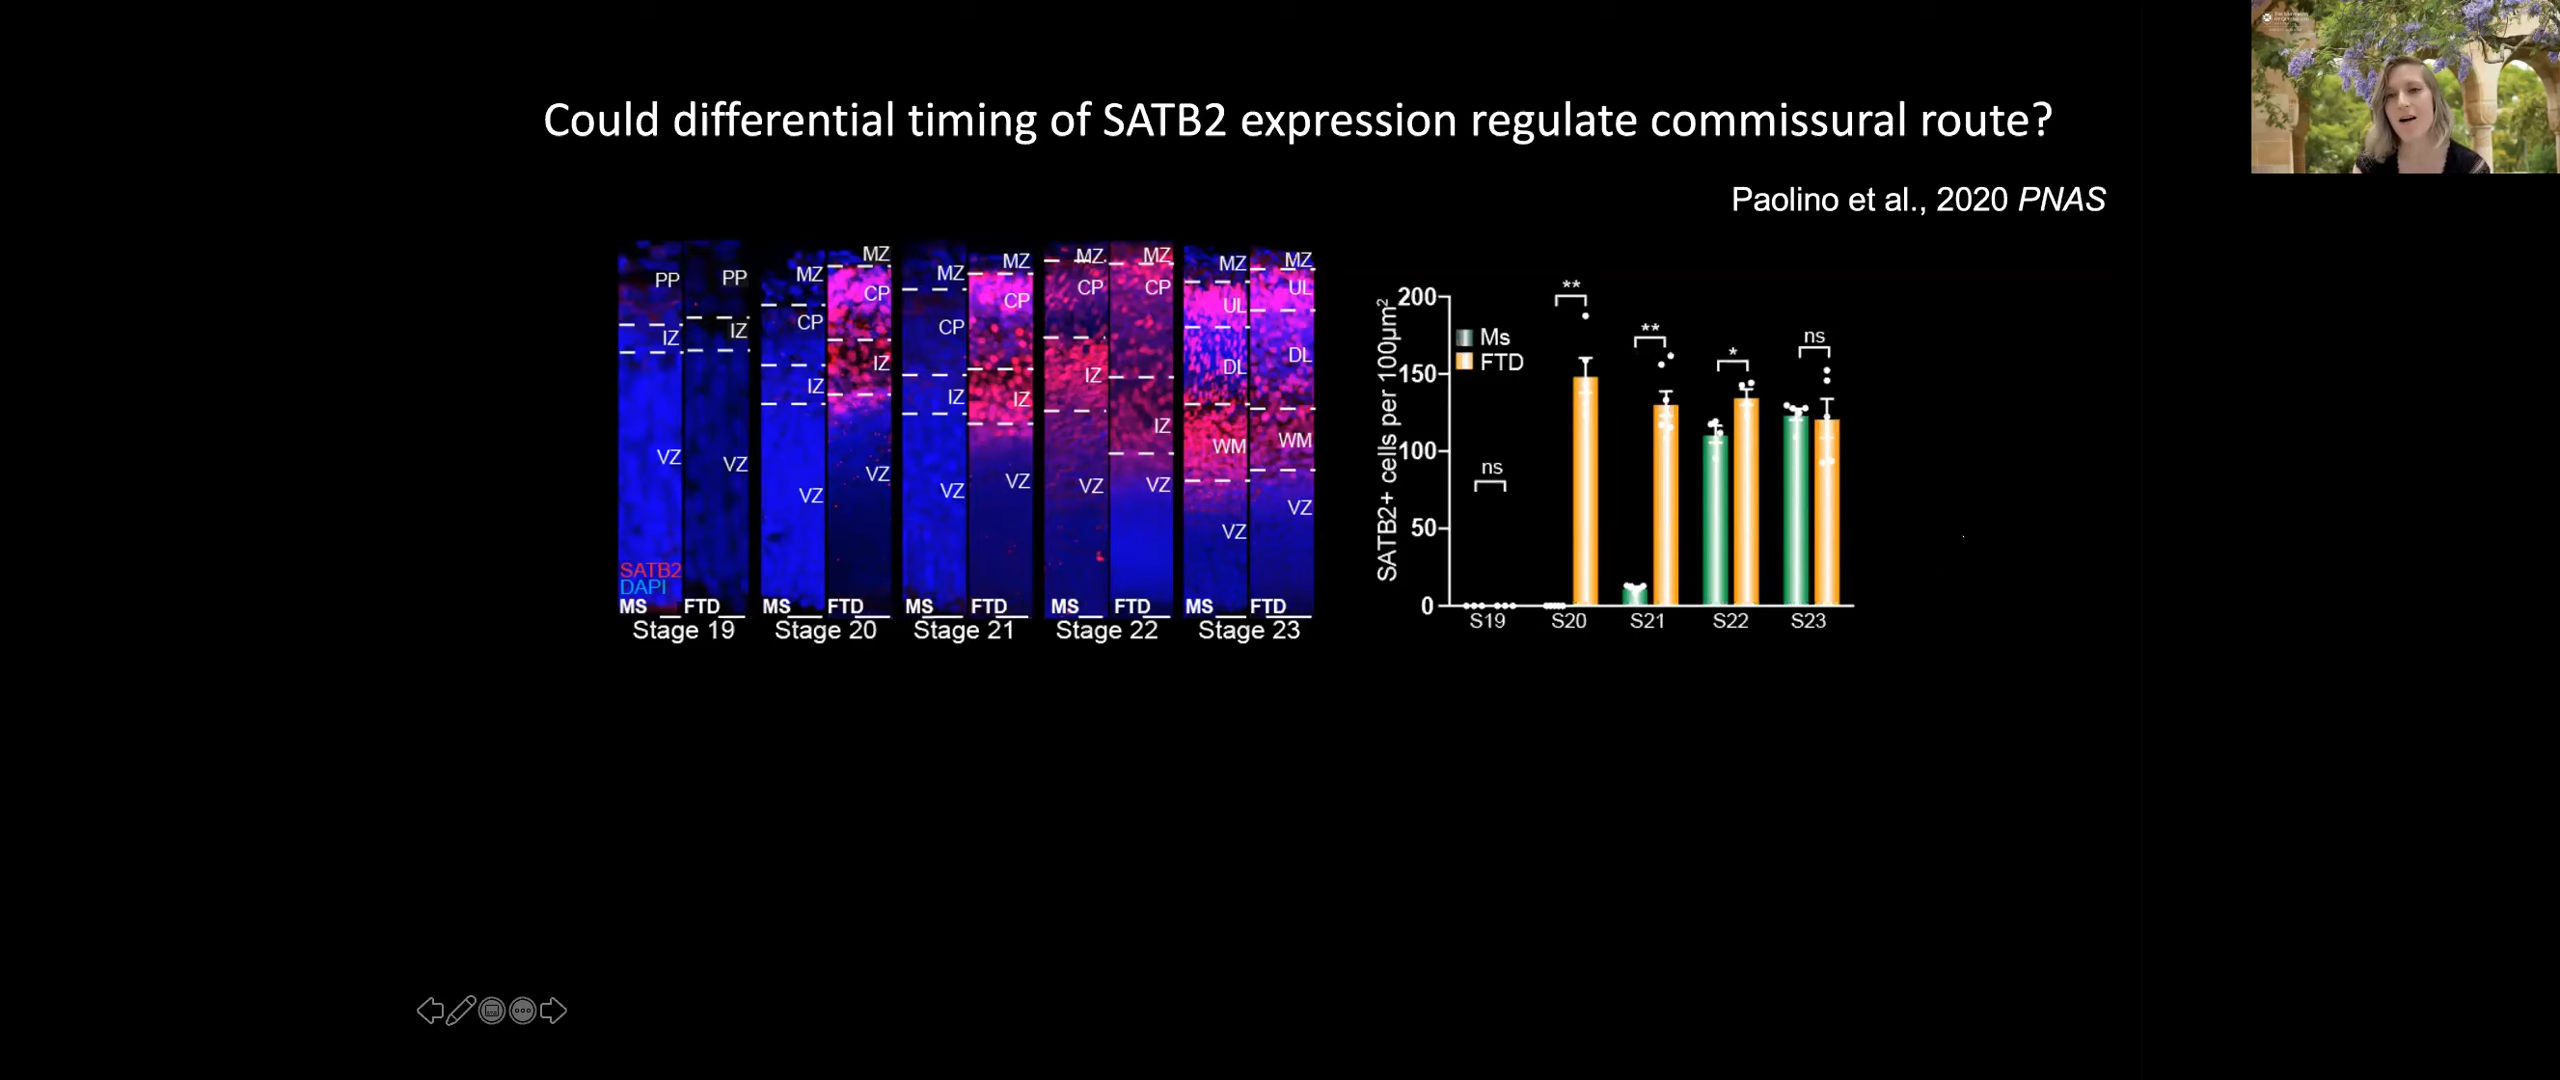 Could differential timing of SATB2 expression regulate commissural route?
Paolino et al., 2020 PNAS
PP PP MZ MZ MZ MZ MZ MZ MZ MZ
IZ IZ CP CP CP CP CP CP UL UL
VZ VZ IZ IZ IZ IZ IZ IZ DL DL
VZ VZ VZ VZ VZ VZ WM WM
VZ VZ
SATB2
DAPI
MS FTD MS FTD MS FTD MS FTD MS FTD
Stage 19 Stage 20 Stage 21 Stage 22 Stage 23
SATB2+ cells per 100µm²
200
150
100
50
0
Ms
FTD
ns
**
**
*
ns
S19 S20 S21 S22 S23